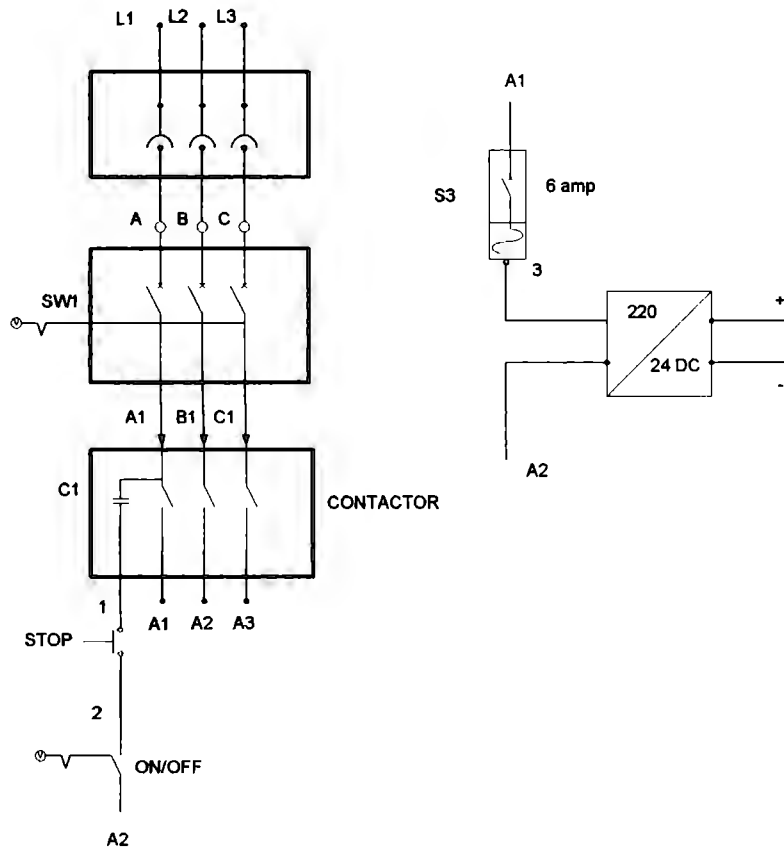 L1 L2 L3
A B C
SW1
A1 B1 C1
C1
CONTACTOR
1
A1 A2 A3
STOP
2
ON/OFF
A2
A1
S3
6 amp
3
220
24 DC
+
-
A2